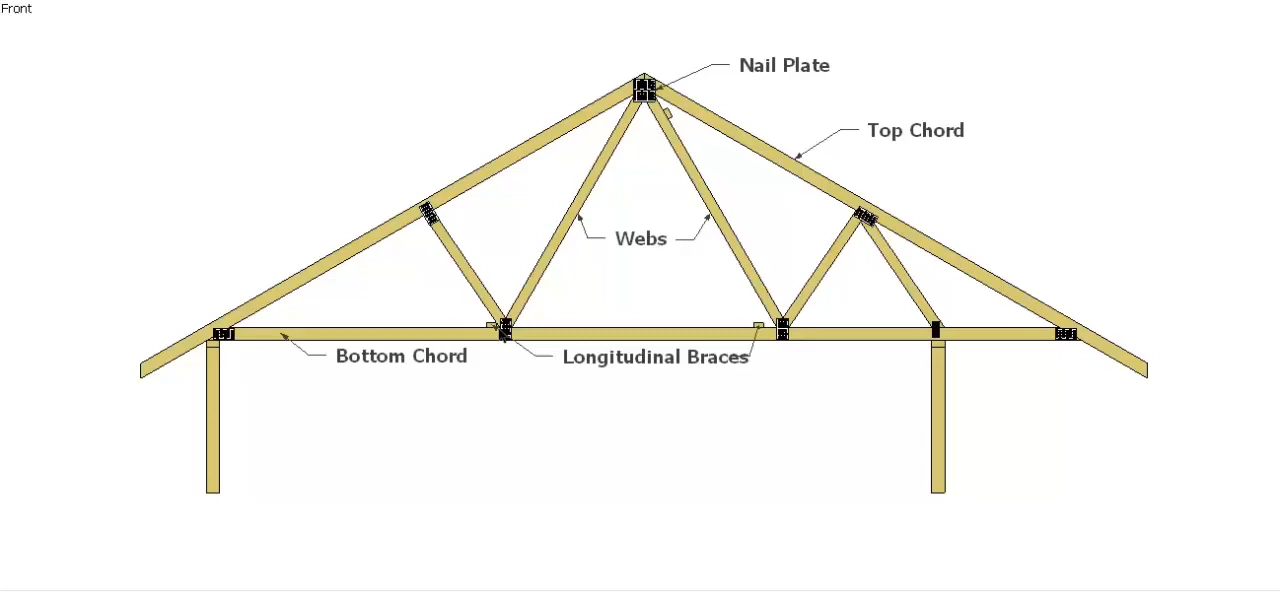 Front
Nail Plate
Top Chord
Webs
Bottom Chord
Longitudinal Braces